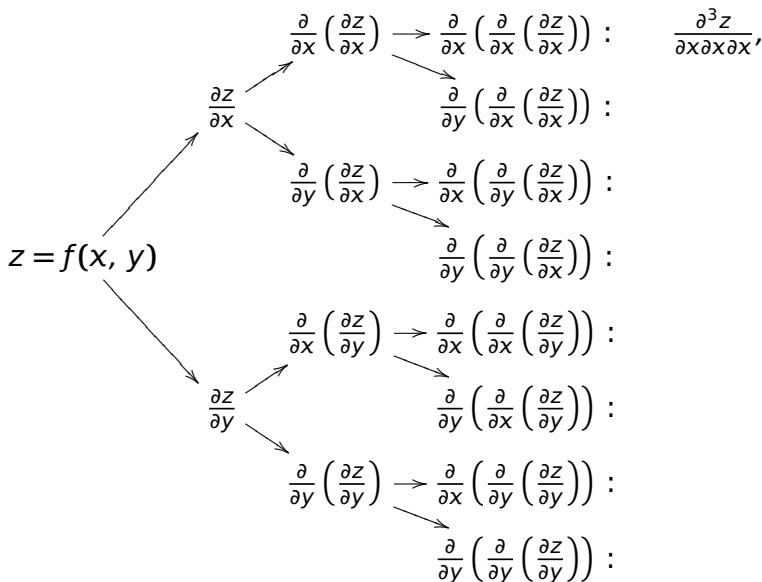 ∂/∂x (∂z/∂x) → ∂/∂x (∂/∂x (∂z/∂x)) : ∂³z/∂x∂x∂x,
∂z/∂x ∂/∂y (∂/∂x (∂z/∂x)) :
∂/∂y (∂z/∂x) → ∂/∂x (∂/∂y (∂z/∂x)) :
z = f(x, y) ∂/∂y (∂/∂y (∂z/∂x)) :
∂/∂x (∂z/∂y) → ∂/∂x (∂/∂x (∂z/∂y)) :
∂z/∂y ∂/∂y (∂/∂x (∂z/∂y)) :
∂/∂y (∂z/∂y) → ∂/∂x (∂/∂y (∂z/∂y)) :
∂/∂y (∂/∂y (∂z/∂y)) :